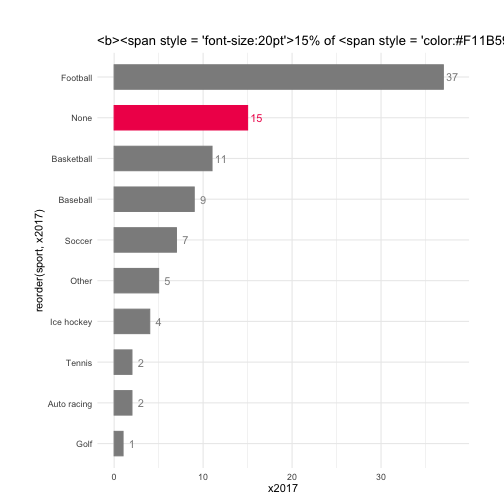 <b><span style = 'font-size:20pt'>15% of <span style = 'color:#F11B59
Football 37
None 15
Basketball 11
Baseball 9
Soccer 7
Other 5
Ice hockey 4
Tennis 2
Auto racing 2
Golf 1
reorder(sport, x2017)
0 10 20 30
x2017